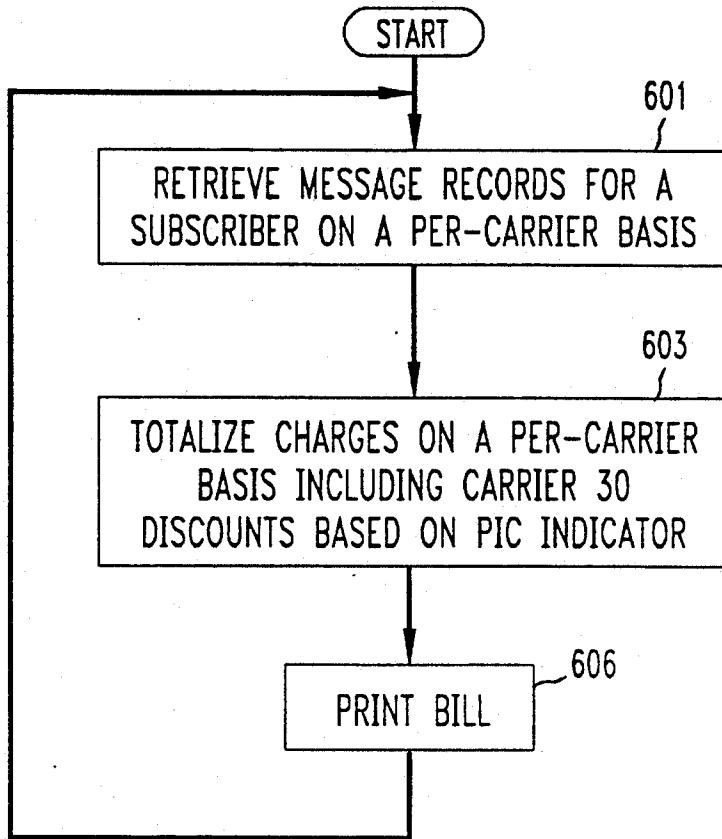 START
601
RETRIEVE MESSAGE RECORDS FOR A
SUBSCRIBER ON A PER-CARRIER BASIS
603
TOTALIZE CHARGES ON A PER-CARRIER
BASIS INCLUDING CARRIER 30
DISCOUNTS BASED ON PIC INDICATOR
606
PRINT BILL